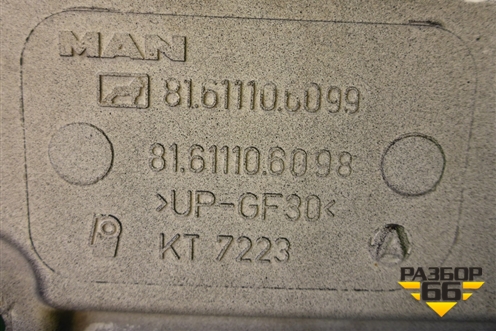 MAN
81.61110.6099
81.61110.6098
>UP-GF30<
KT 7223
A
РАЗБОР
66